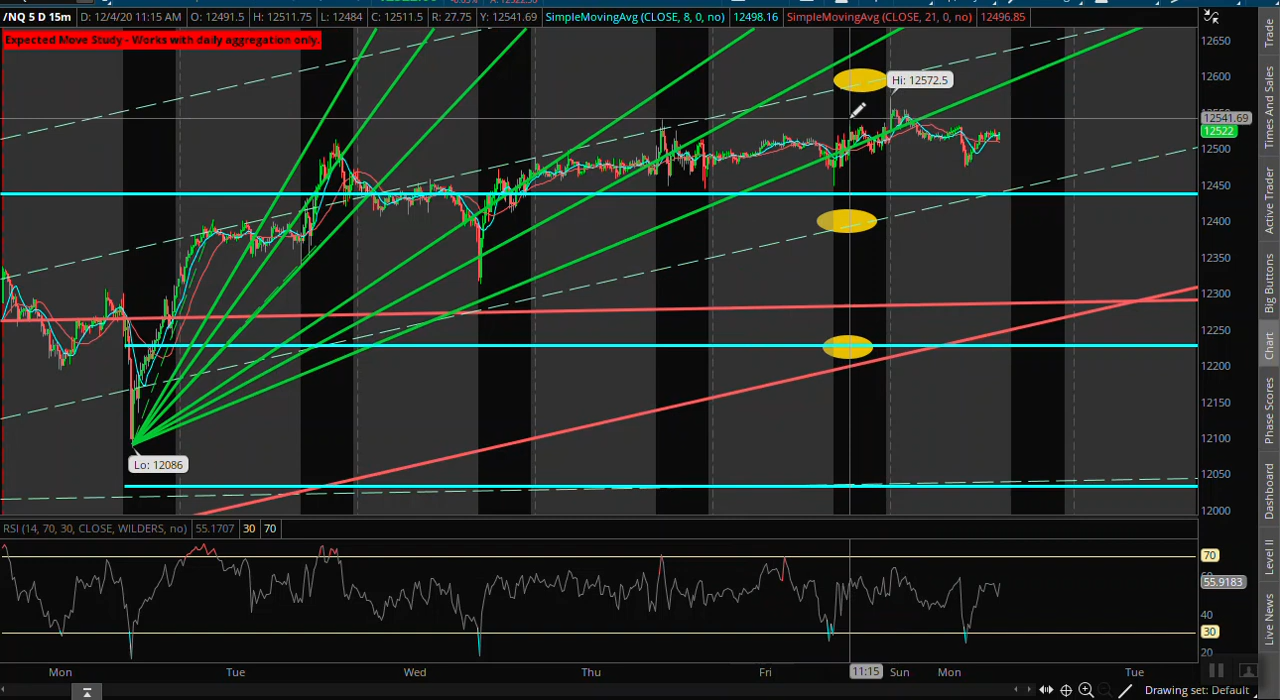 /NQ 5 D 15m D: 12/4/20 11:15 AM O: 12491.5 H: 12511.75 L: 12484 C: 12511.5 R: 27.75 Y: 12541.69 SimpleMovingAvg (CLOSE, 8, 0, no) 12498.16 SimpleMovingAvg (CLOSE, 21, 0, no) 12496.85
Expected Move Study - Works with daily aggregation only.
Hi: 12572.5
Lo: 12086
12650
12600
12541.69
12522
12500
12450
12400
12350
12300
12250
12200
12150
12100
12050
12000
RSI (14, 70, 30, CLOSE, WILDERS, no) 55.1707 30 70
70
55.9183
40
30
20
Mon Tue Wed Thu Fri 11:15 Sun Mon Tue
Drawing set: Default
Trade
Times And Sales
Active Trader
Big Buttons
Chart
Phase Scores
Dashboard
Level II
Live News